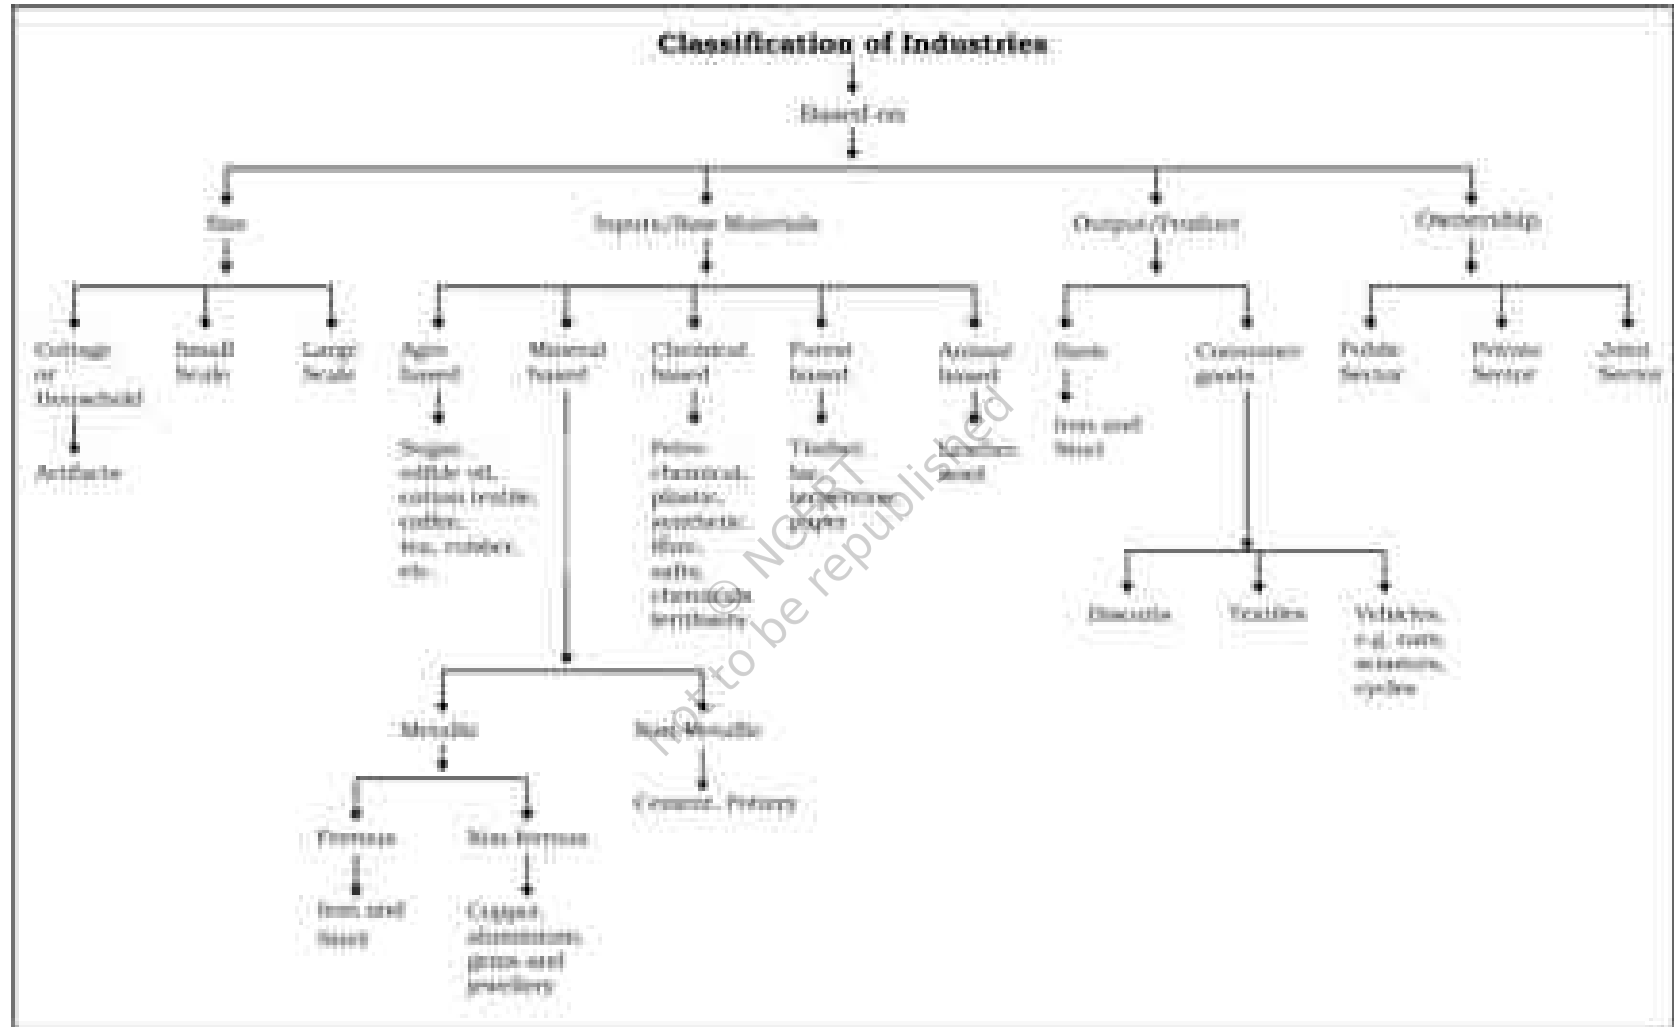 Classification of Industries
Based on
Size
Inputs/Raw Materials
Output/Product
Ownership
Cottage
or
Household
Small
Scale
Large
Scale
Agro
based
Mineral
based
Chemical
based
Forest
based
Animal
based
Basic
Consumer
goods
Public
Sector
Private
Sector
Joint
Sector
Artifacts
Sugar,
edible oil,
cotton textile,
coffee,
tea, rubber,
etc.
Petro-
chemical,
plastic,
synthetic
fibre,
salts,
chemicals
fertilisers
Timber,
lac,
turpentine
paper
Leather,
wool
Iron and
Steel
Biscuits
Textiles
Vehicles,
e.g. cars,
scooters,
cycles
Metallic
Non-Metallic
Cement, Pottery
Ferrous
Non-ferrous
Iron and
Steel
Copper,
aluminium,
gems and
jewellery
© NCERT
not to be republished